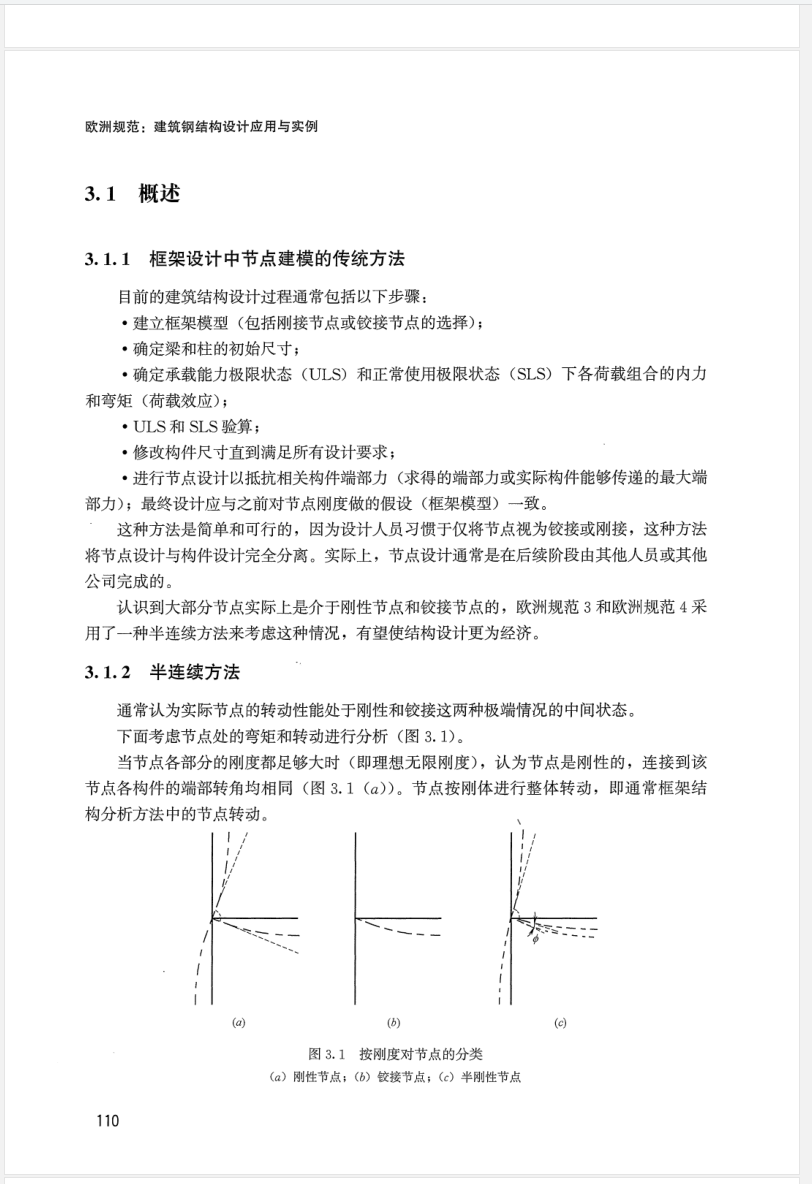 欧洲规范：建筑钢结构设计应用与实例
3.1 概述
3.1.1 框架设计中节点建模的传统方法
目前的建筑结构设计过程通常包括以下步骤：
•建立框架模型（包括刚接节点或铰接节点的选择）；
•确定梁和柱的初始尺寸；
•确定承载能力极限状态（ULS）和正常使用极限状态（SLS）下各荷载组合的内力
和弯矩（荷载效应）；
•ULS 和 SLS 验算；
•修改构件尺寸直到满足所有设计要求；
•进行节点设计以抵抗相关构件端部力（求得的端部力或实际构件能够传递的最大端
部力）；最终设计应与之前对节点刚度做的假设（框架模型）一致。
这种方法是简单和可行的，因为设计人员习惯于仅将节点视为铰接或刚接，这种方法
将节点设计与构件设计完全分离。实际上，节点设计通常是在后续阶段由其他人员或其他
公司完成的。
认识到大部分节点实际上是介于刚性节点和铰接节点的，欧洲规范 3 和欧洲规范 4 采
用了一种半连续方法来考虑这种情况，有望使结构设计更为经济。
3.1.2 半连续方法
通常认为实际节点的转动性能处于刚性和铰接这两种极端情况的中间状态。
下面考虑节点处的弯矩和转动进行分析（图 3.1）。
当节点各部分的刚度都足够大时（即理想无限刚度），认为节点是刚性的，连接到该
节点各构件的端部转角均相同（图 3.1（a））。节点按刚体进行整体转动，即通常框架结
构分析方法中的节点转动。
ϕ
(a) (b) (c)
图 3.1 按刚度对节点的分类
（a）刚性节点；（b）铰接节点；（c）半刚性节点
110